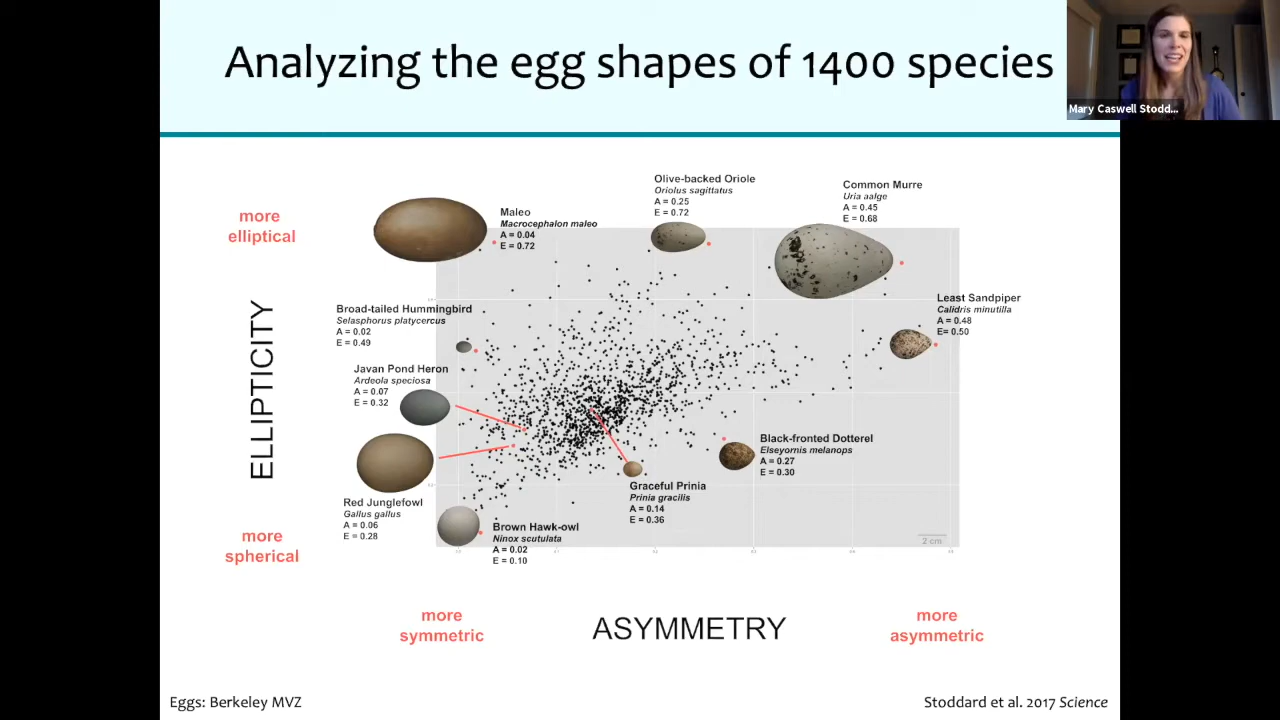 Analyzing the egg shapes of 1400 species
Mary Caswell Stodd...
Olive-backed Oriole
Oriolus sagittatus
A = 0.25
E = 0.72
Common Murre
Uria aalge
A = 0.45
E = 0.68
more
elliptical
Maleo
Macrocephalon maleo
A = 0.04
E = 0.72
Least Sandpiper
Calidris minutilla
A = 0.48
E= 0.50
Broad-tailed Hummingbird
Selasphorus platycercus
A = 0.02
E = 0.49
Javan Pond Heron
Ardeola speciosa
A = 0.07
E = 0.32
ELLIPTICITY
Black-fronted Dotterel
Elseyornis melanops
A = 0.27
E = 0.30
Graceful Prinia
Prinia gracilis
A = 0.14
E = 0.36
Red Junglefowl
Gallus gallus
A = 0.06
E = 0.28
Brown Hawk-owl
Ninox scutulata
A = 0.02
E = 0.10
more
spherical
2 cm
more
symmetric
ASYMMETRY
more
asymmetric
Eggs: Berkeley MVZ
Stoddard et al. 2017 Science